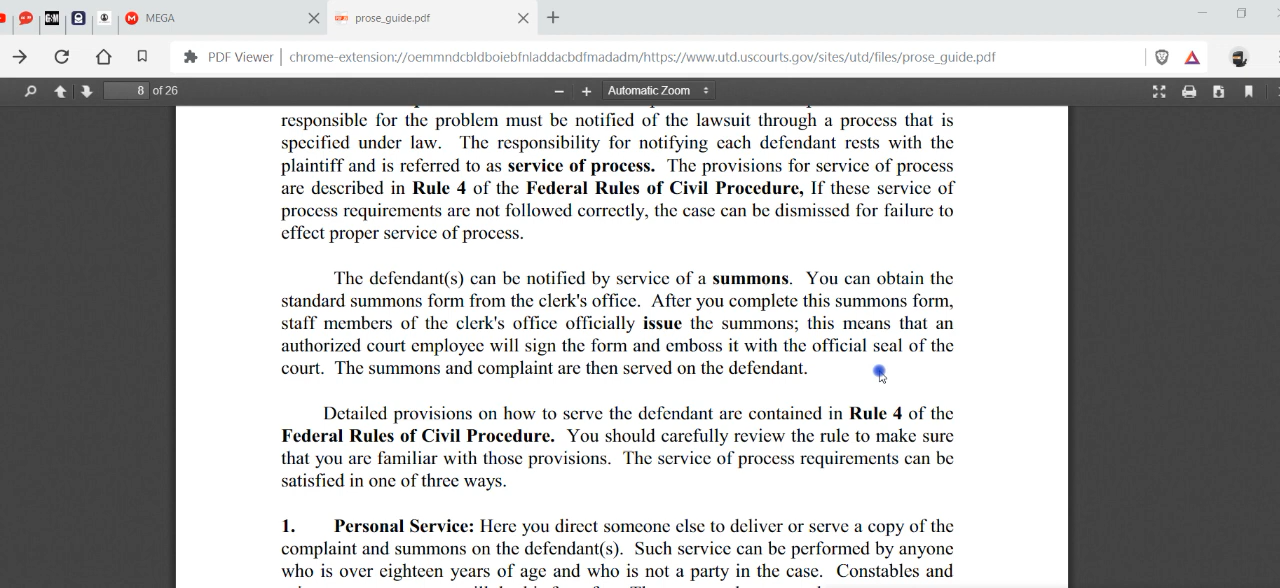 MEGA
prose_guide.pdf
PDF Viewer
chrome-extension://oemmndcbldboiebfnladdacbdfmadadm/https://www.utd.uscourts.gov/sites/utd/files/prose_guide.pdf
8 of 26
Automatic Zoom
responsible for the problem must be notified of the lawsuit through a process that is
specified under law. The responsibility for notifying each defendant rests with the
plaintiff and is referred to as service of process. The provisions for service of process
are described in Rule 4 of the Federal Rules of Civil Procedure, If these service of
process requirements are not followed correctly, the case can be dismissed for failure to
effect proper service of process.
The defendant(s) can be notified by service of a summons. You can obtain the
standard summons form from the clerk's office. After you complete this summons form,
staff members of the clerk's office officially issue the summons; this means that an
authorized court employee will sign the form and emboss it with the official seal of the
court. The summons and complaint are then served on the defendant.
Detailed provisions on how to serve the defendant are contained in Rule 4 of the
Federal Rules of Civil Procedure. You should carefully review the rule to make sure
that you are familiar with those provisions. The service of process requirements can be
satisfied in one of three ways.
1. Personal Service: Here you direct someone else to deliver or serve a copy of the
complaint and summons on the defendant(s). Such service can be performed by anyone
who is over eighteen years of age and who is not a party in the case. Constables and